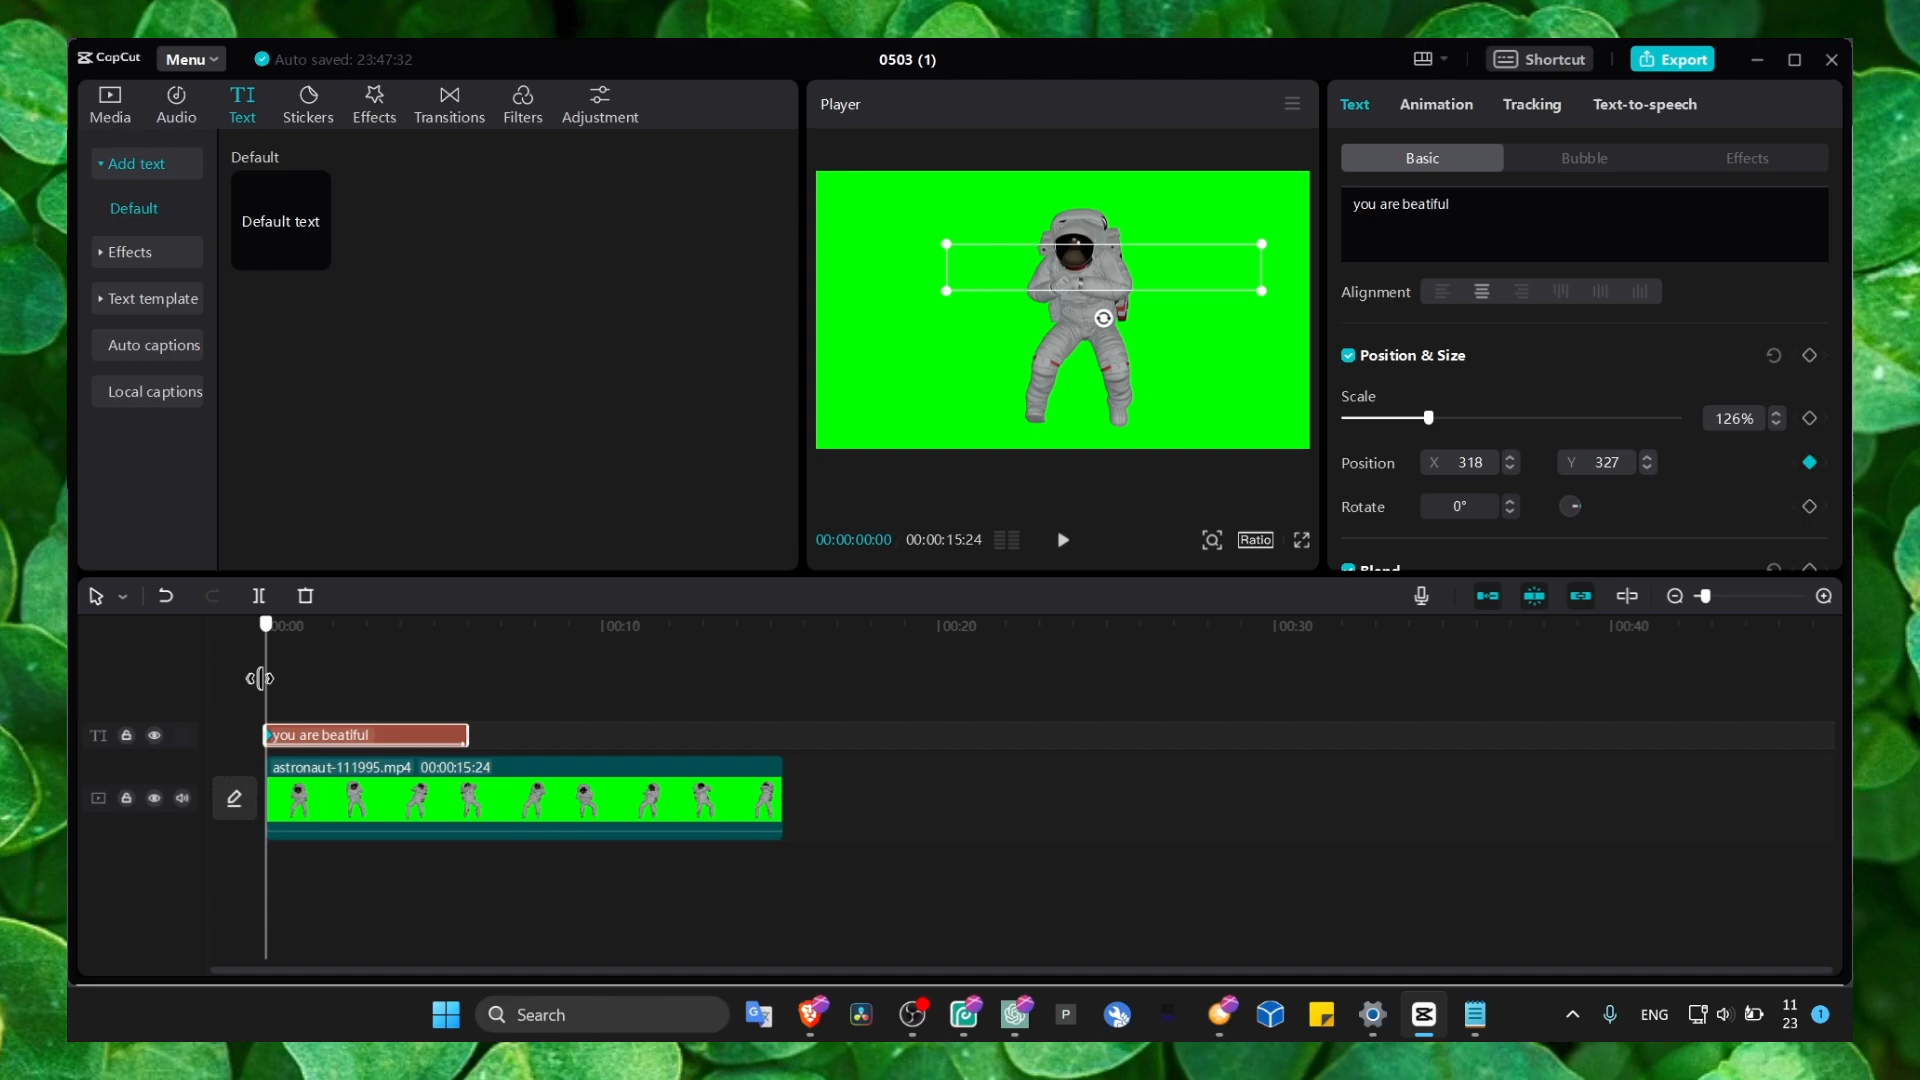 CapCut
Menu
Auto saved: 23:47:32
0503 (1)
Shortcut
Export
Media
Audio
TI
Text
Stickers
Effects
Transitions
Filters
Adjustment
Add text
Default
Effects
Text template
Auto captions
Local captions
Default
Default text
Player
00:00:00:00
00:00:15:24
Ratio
Text
Animation
Tracking
Text-to-speech
Basic
Bubble
Effects
you are beatiful
Alignment
Position & Size
Scale
126%
Position
X 318
Y 327
Rotate
0°
Blend
00:00
00:10
00:20
00:30
00:40
TI
you are beatiful
astronaut-111995.mp4 00:00:15:24
Search
P
ENG
11
23
1